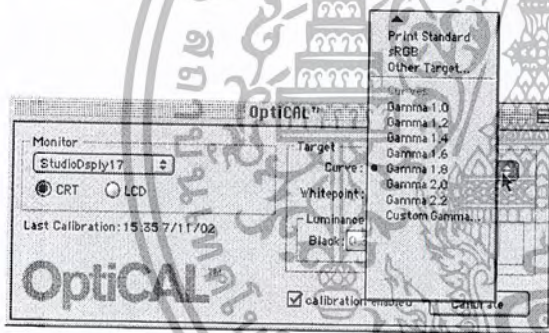 Print Standard
sRGB
Other Target...
Curves
Gamma 1.0
Gamma 1.2
Gamma 1.4
Gamma 1.6
Gamma 1.8
Gamma 2.0
Gamma 2.2
Custom Gamma...
OptiCAL™
Monitor
StudioDsply17
CRT LCD
Last Calibration: 15:35 7/11/02
OptiCAL™
Target
Curve:
Whitepoint:
Luminance
Black:
calibration enabled
Calibrate